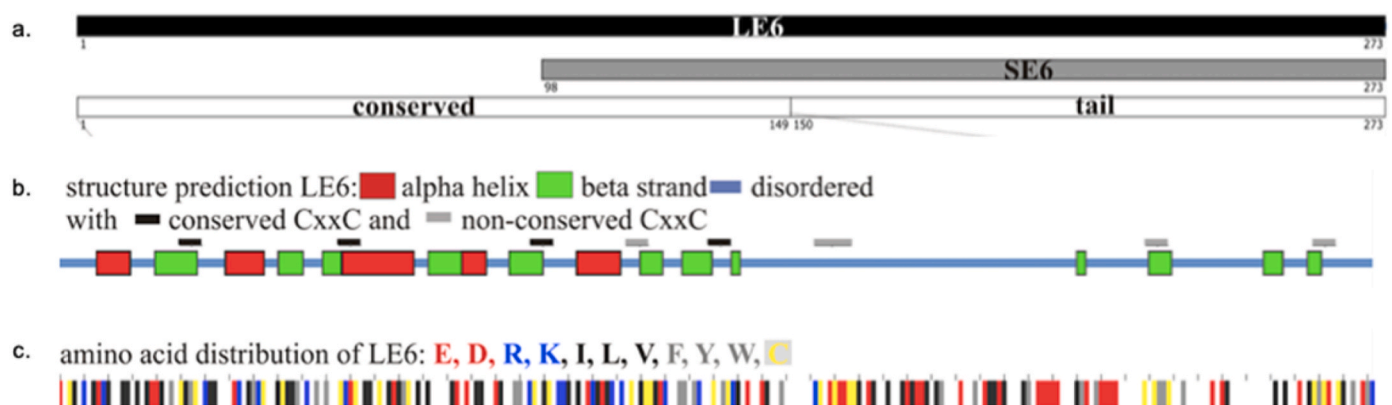 a.
LE6
1 273
SE6
98 273
conserved tail
1 149 150 273
b. structure prediction LE6: alpha helix beta strand disordered
with conserved CxxC and non-conserved CxxC
c. amino acid distribution of LE6: E, D, R, K, I, L, V, F, Y, W, C